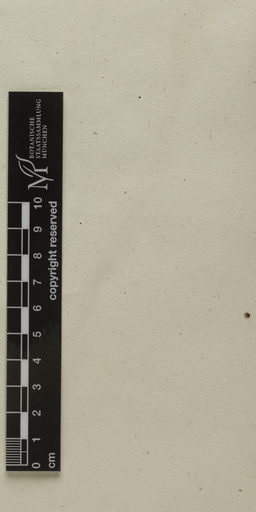 BOTANISCHE
STAATSSAMMLUNG
MÜNCHEN
M
0 1 2 3 4 5 6 7 8 9 10
cm
copyright reserved